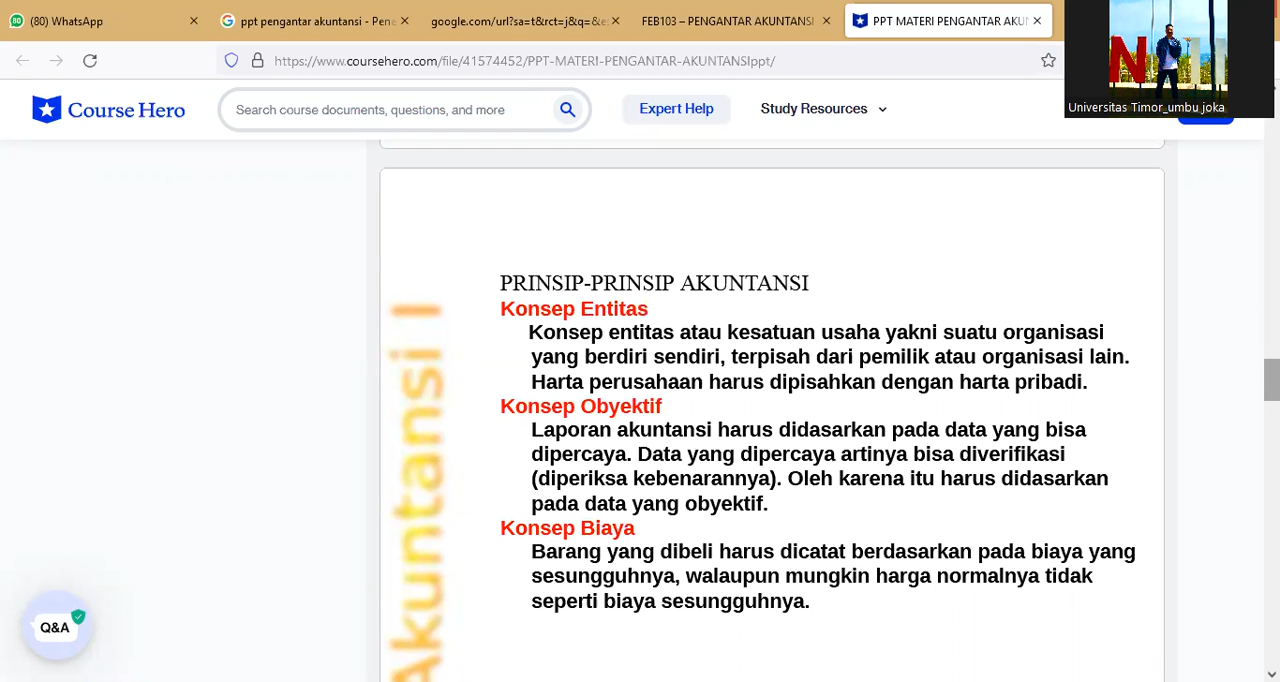 (80) WhatsApp
ppt pengantar akuntansi - Pene
google.com/url?sa=t&rct=j&q=&e
FEB103 – PENGANTAR AKUNTANSI
PPT MATERI PENGANTAR AKU
https://www.coursehero.com/file/41574452/PPT-MATERI-PENGANTAR-AKUNTANSIppt/
Universitas Timor_umbu joka
Course Hero
Search course documents, questions, and more
Expert Help
Study Resources
PRINSIP-PRINSIP AKUNTANSI
Konsep Entitas
Konsep entitas atau kesatuan usaha yakni suatu organisasi
yang berdiri sendiri, terpisah dari pemilik atau organisasi lain.
Harta perusahaan harus dipisahkan dengan harta pribadi.
Konsep Obyektif
Laporan akuntansi harus didasarkan pada data yang bisa
dipercaya. Data yang dipercaya artinya bisa diverifikasi
(diperiksa kebenarannya). Oleh karena itu harus didasarkan
pada data yang obyektif.
Konsep Biaya
Barang yang dibeli harus dicatat berdasarkan pada biaya yang
sesungguhnya, walaupun mungkin harga normalnya tidak
seperti biaya sesungguhnya.
Akuntansi I
Q&A